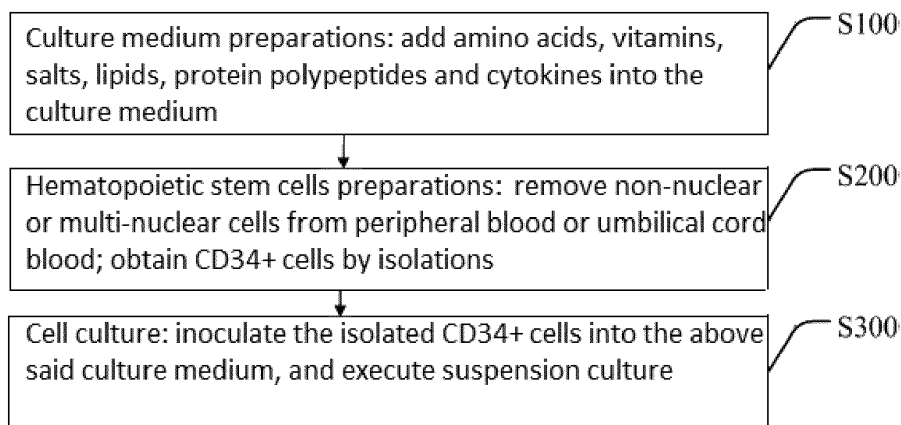 Culture medium preparations: add amino acids, vitamins,
salts, lipids, protein polypeptides and cytokines into the
culture medium
S100
Hematopoietic stem cells preparations: remove non-nuclear
or multi-nuclear cells from peripheral blood or umbilical cord
blood; obtain CD34+ cells by isolations
S200
Cell culture: inoculate the isolated CD34+ cells into the above
said culture medium, and execute suspension culture
S300